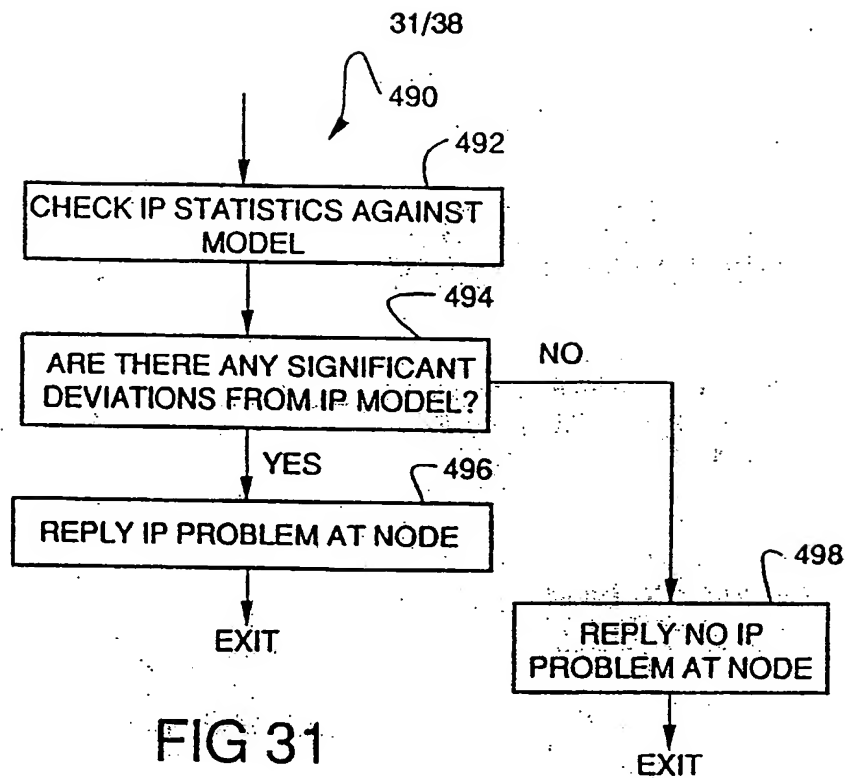 31/38
490
492
CHECK IP STATISTICS AGAINST
MODEL
494
ARE THERE ANY SIGNIFICANT
DEVIATIONS FROM IP MODEL?
NO
YES
496
REPLY IP PROBLEM AT NODE
498
EXIT
REPLY NO IP
PROBLEM AT NODE
FIG 31
EXIT